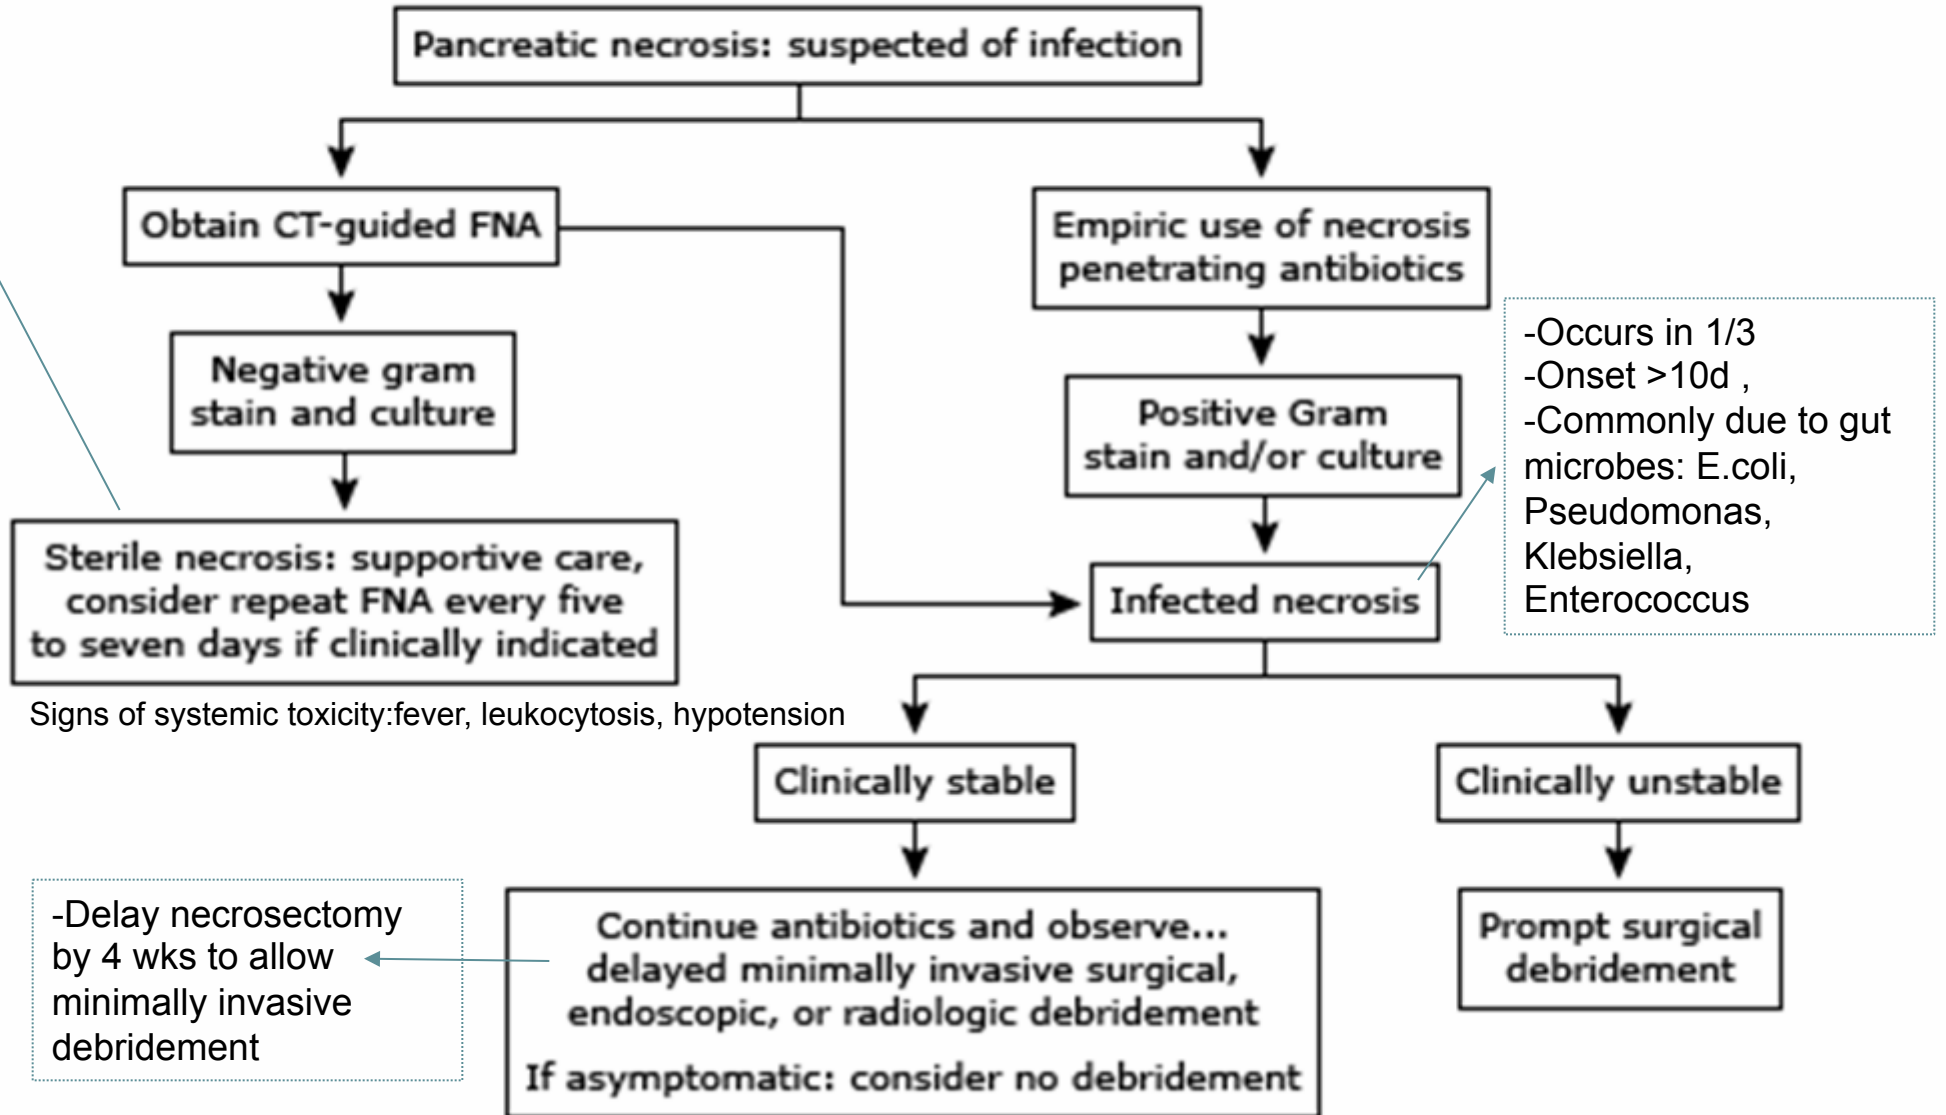 Pancreatic necrosis: suspected of infection
Obtain CT-guided FNA
Empiric use of necrosis
penetrating antibiotics
Negative gram
stain and culture
Positive Gram
stain and/or culture
-Occurs in 1/3
-Onset >10d ,
-Commonly due to gut
microbes: E.coli,
Pseudomonas,
Klebsiella,
Enterococcus
Sterile necrosis: supportive care,
consider repeat FNA every five
to seven days if clinically indicated
Infected necrosis
Signs of systemic toxicity:fever, leukocytosis, hypotension
Clinically stable
Clinically unstable
-Delay necrosectomy
by 4 wks to allow
minimally invasive
debridement
Continue antibiotics and observe...
delayed minimally invasive surgical,
endoscopic, or radiologic debridement
If asymptomatic: consider no debridement
Prompt surgical
debridement